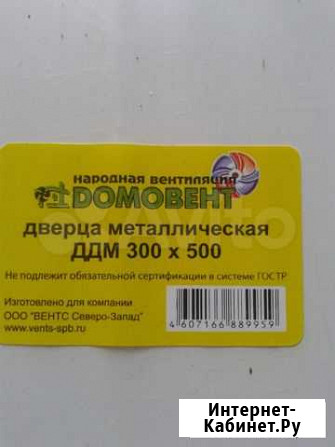 народная вентиляция
DОМОВЕНТ
дверца металлическая
ДДМ 300 х 500
Не подлежит обязательной сертификации в системе ГОСТР
Изготовлено для компании
ООО "ВЕНТС Северо-Запад"
www.vents-spb.ru
4607166889959
Avito
Интернет-
Кабинет.Ру